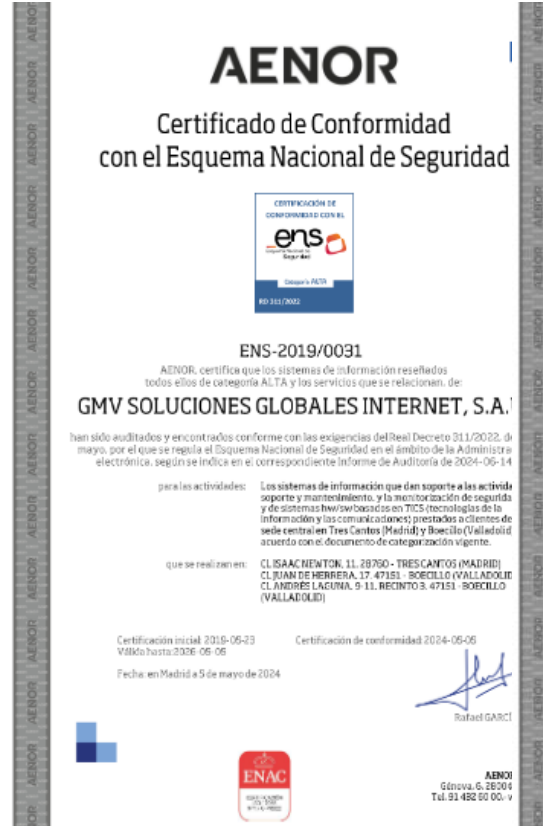 AENOR
Certificado de Conformidad
con el Esquema Nacional de Seguridad
CERTIFICACIÓN DE
CONFORMIDAD CON EL
ens
Esquema Nacional de
Seguridad
Categoría ALTA
RD 311/2022
ENS-2019/0031
AENOR, certifica que los sistemas de información reseñados
todos ellos de categoría ALTA y los servicios que se relacionan, de:
GMV SOLUCIONES GLOBALES INTERNET, S.A.
han sido auditados y encontrados conforme con las exigencias del Real Decreto 311/2022, d
mayo, por el que se regula el Esquema Nacional de Seguridad en el ámbito de la Administra
electrónica, según se indica en el correspondiente Informe de Auditoría de 2024-06-14
para las actividades:
Los sistemas de información que dan soporte a las activida
soporte y mantenimiento, y la monitorización de segurida
y de sistemas hw/sw basados en TICS (tecnologías de la
información y las comunicaciones) prestados a clientes de
sede central en Tres Cantos (Madrid) y Boecillo (Valladolid
acuerdo con el documento de categorización vigente.
que se realizan en:
CL ISAAC NEWTON, 11. 28760 - TRES CANTOS (MADRID)
CL JUAN DE HERRERA, 17. 47151 - BOECILLO (VALLADOLID
CL ANDRÉS LAGUNA, 9-11, RECINTO 3. 47151 - BOECILLO
(VALLADOLID)
Certificación inicial: 2019-05-23 Certificación de conformidad: 2024-05-05
Válido hasta: 2026-05-05
Fecha: en Madrid a 5 de mayo de 2024
Rafael GARCÍ
ENAC
CERTIFICACIÓN
AENOR
Génova, 6. 28004
Tel. 91 432 60 00.-